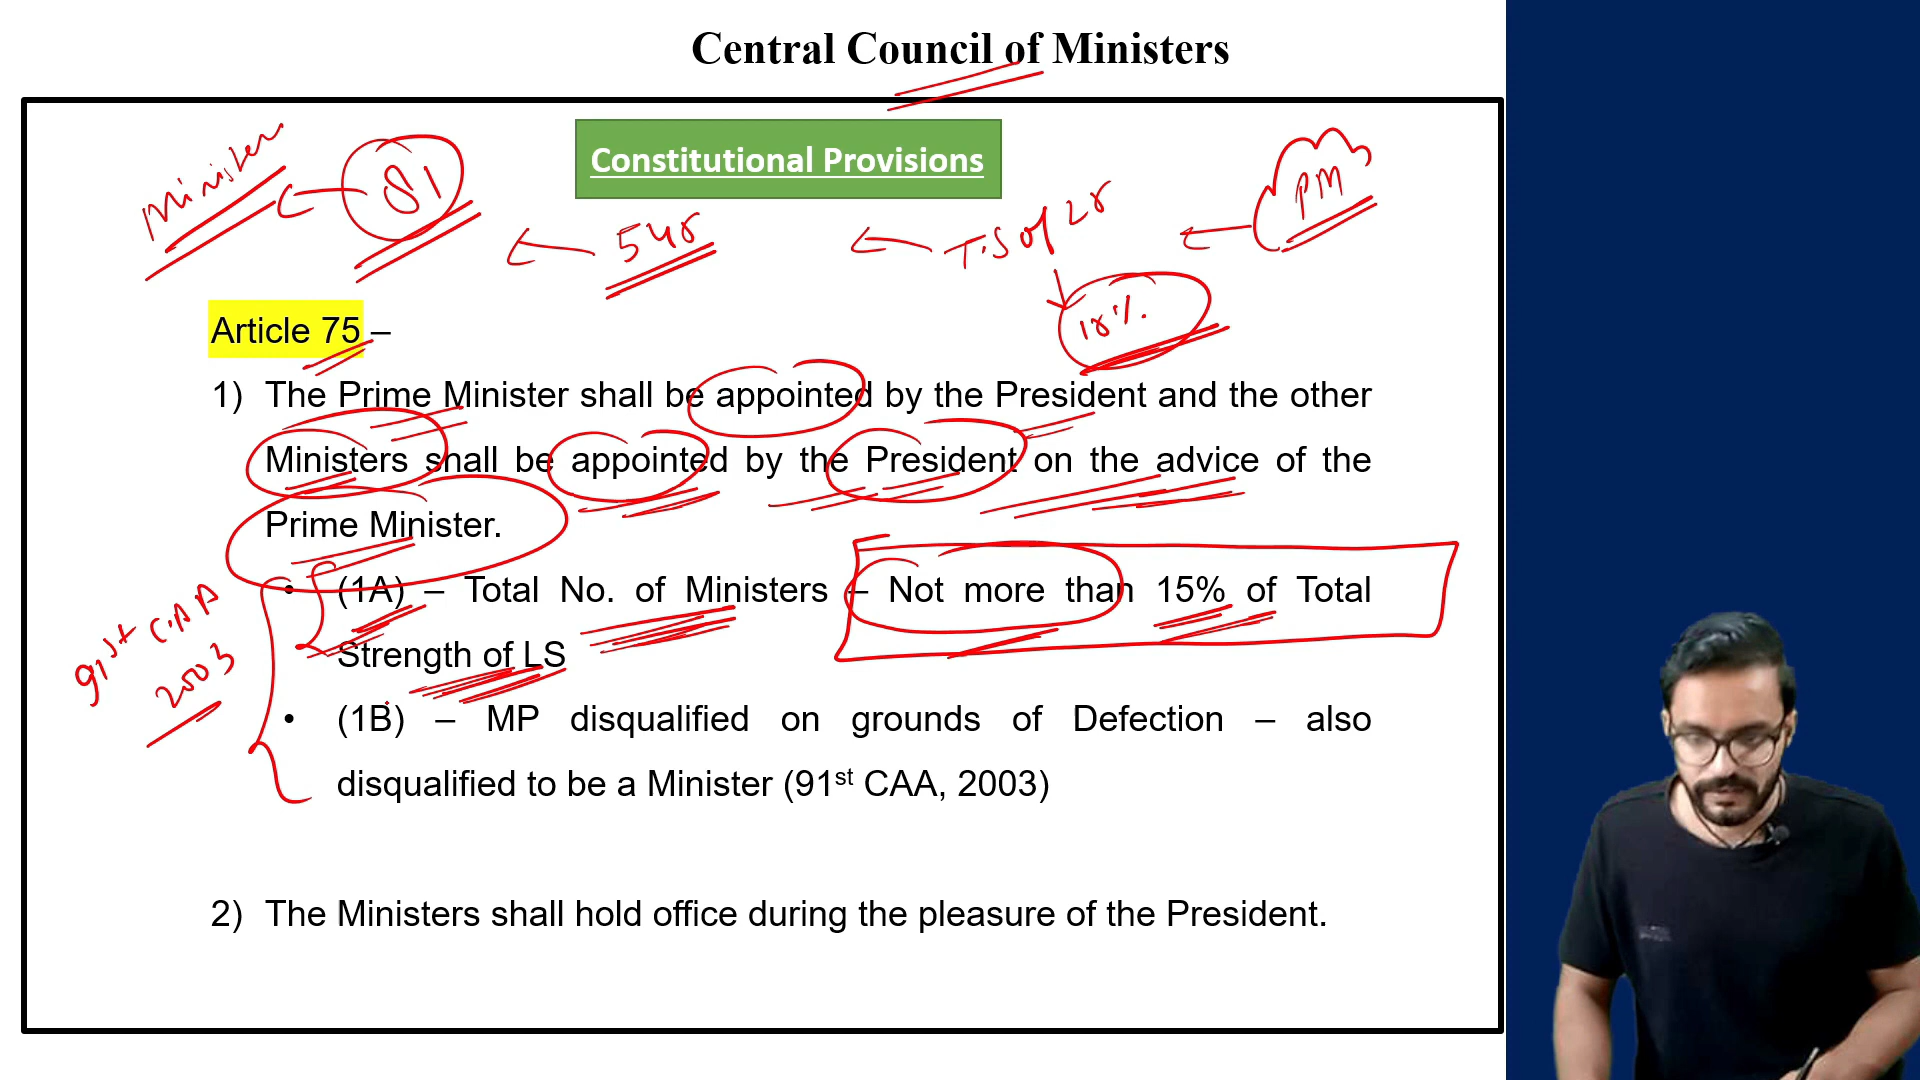 Central Council of Ministers
Constitutional Provisions
Minister
81
545
T.S of LS
PM
15%
Article 75 –
1) The Prime Minister shall be appointed by the President and the other
Ministers shall be appointed by the President on the advice of the
Prime Minister.
• (1A) – Total No. of Ministers – Not more than 15% of Total
Strength of LS
91st CAA
2003
• (1B) – MP disqualified on grounds of Defection – also
disqualified to be a Minister (91st CAA, 2003)
2) The Ministers shall hold office during the pleasure of the President.